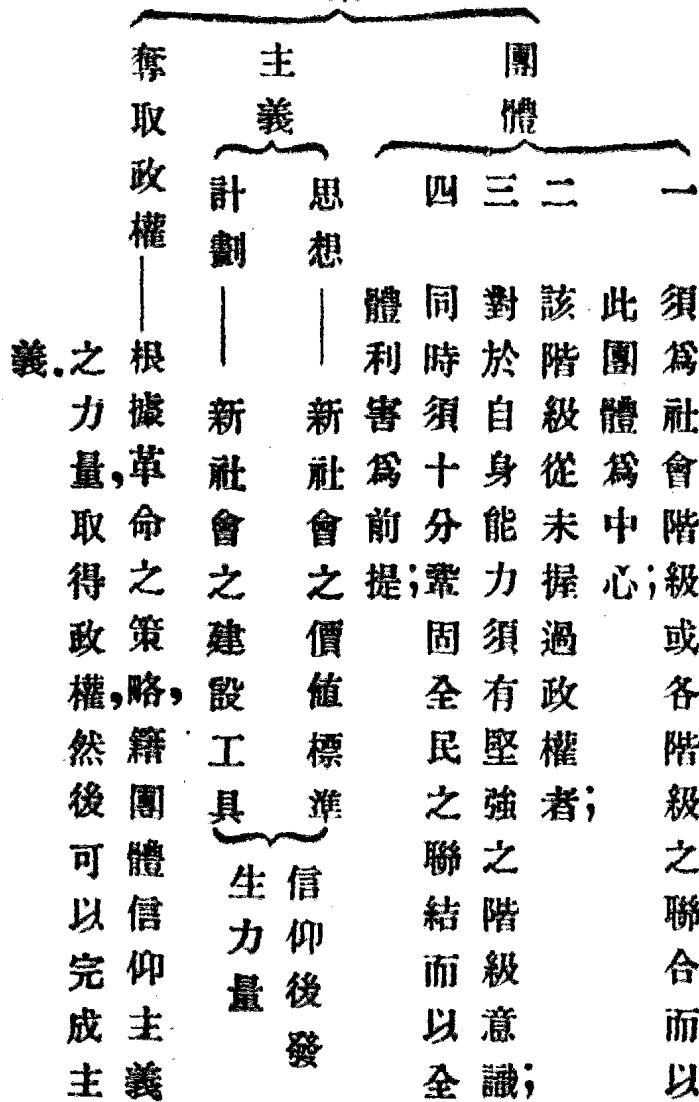 團體
一　須為社會階級或各階級之聯合而以
此團體為中心；
二　該階級從未握過政權者；
三　對於自身能力須有堅強之階級意識；
四　同時須十分鞏固全民之聯結而以全
體利害為前提；
主義
思想——新社會之價值標準
計劃——新社會之建設工具
信仰後發
生力量
奪取政權——根據革命之策略，籍團體信仰主義
之力量，取得政權，然後可以完成主
義．